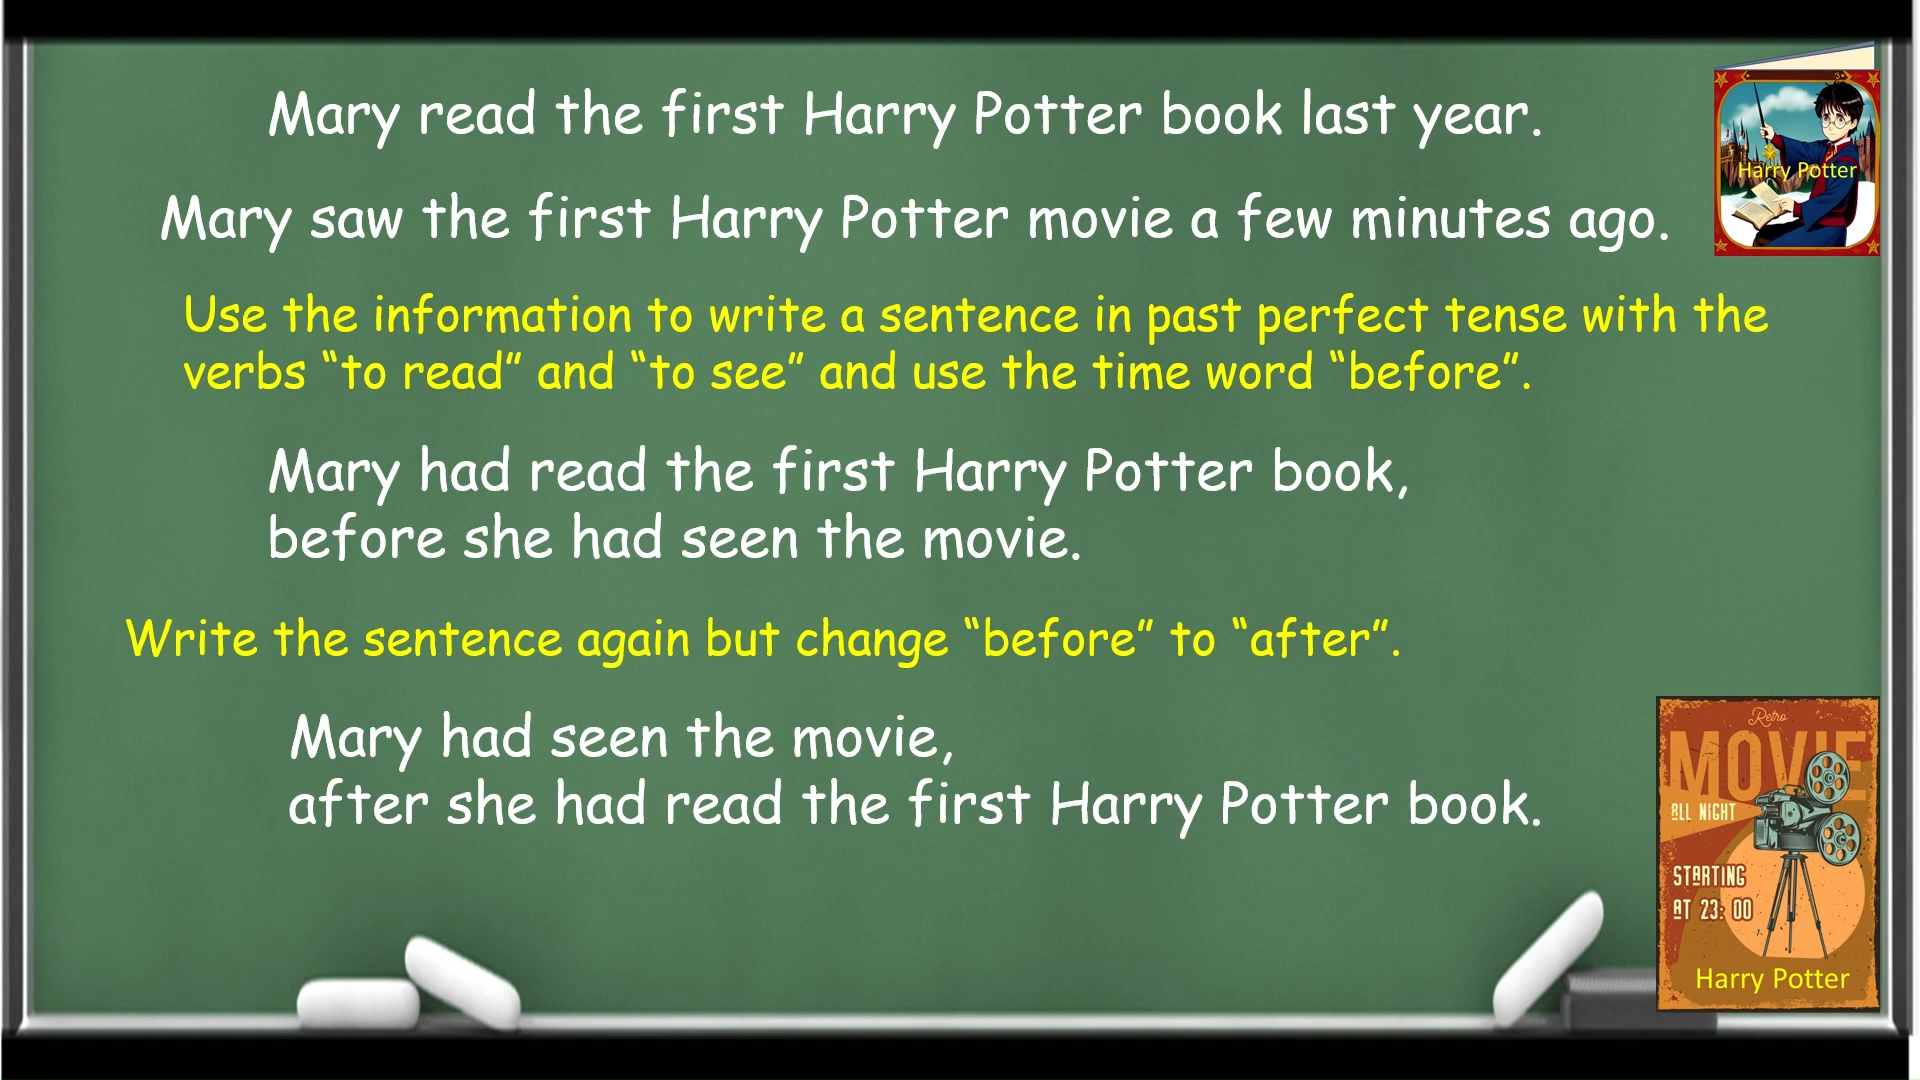 Mary read the first Harry Potter book last year.
Harry Potter
Mary saw the first Harry Potter movie a few minutes ago.
Use the information to write a sentence in past perfect tense with the
verbs “to read” and “to see” and use the time word “before”.
Mary had read the first Harry Potter book,
before she had seen the movie.
Write the sentence again but change “before” to “after”.
Mary had seen the movie,
after she had read the first Harry Potter book.
Retro
MOVIE
ALL NIGHT
STARTING
AT 23: 00
Harry Potter